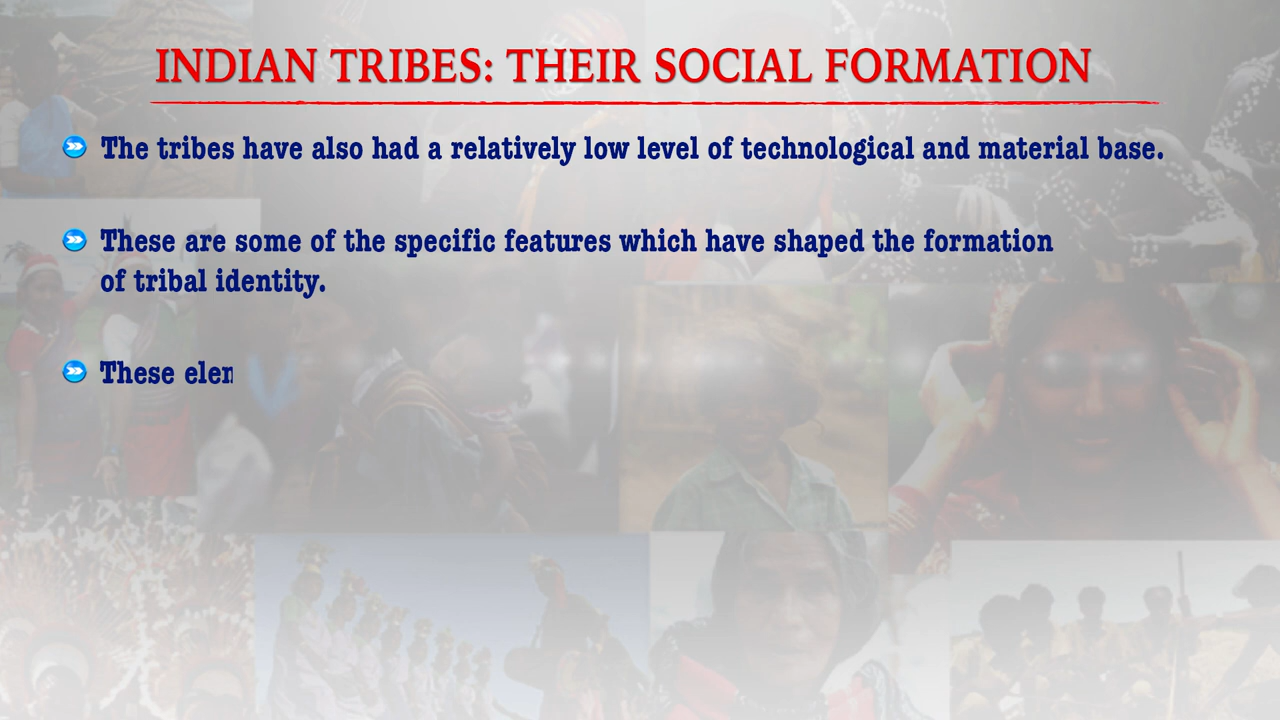 INDIAN TRIBES: THEIR SOCIAL FORMATION
The tribes have also had a relatively low level of technological and material base.
These are some of the specific features which have shaped the formation
of tribal identity.
These